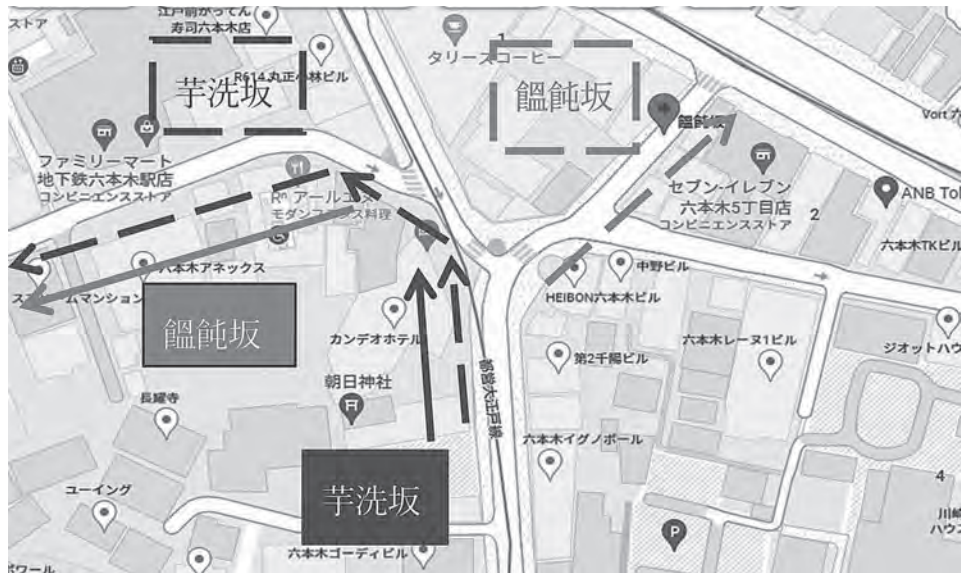 江戸前がってん
寿司六本木店
ストア
R614 丸正小林ビル
芋洗坂
1
タリーズコーヒー
饂飩坂
饂飩坂
Vort 六
ファミリーマート
地下鉄六本木駅店
コンビニエンスストア
モダンフランス料理
セブン-イレブン
六本木5丁目店
コンビニエンスストア
2
ANB Tol
六本木TKビル
六本木アネックス
ムマンション
中野ビル
HEIBON六本木ビル
饂飩坂
カンデオホテル
都営大江戸線
第2千陽ビル
六本木レーヌ1ビル
ジオットハウ
朝日神社
長耀寺
六本木イグノポール
芋洗坂
ユーイング
4
川崎
ハウス
P
六本木ゴーディビル
ボワール